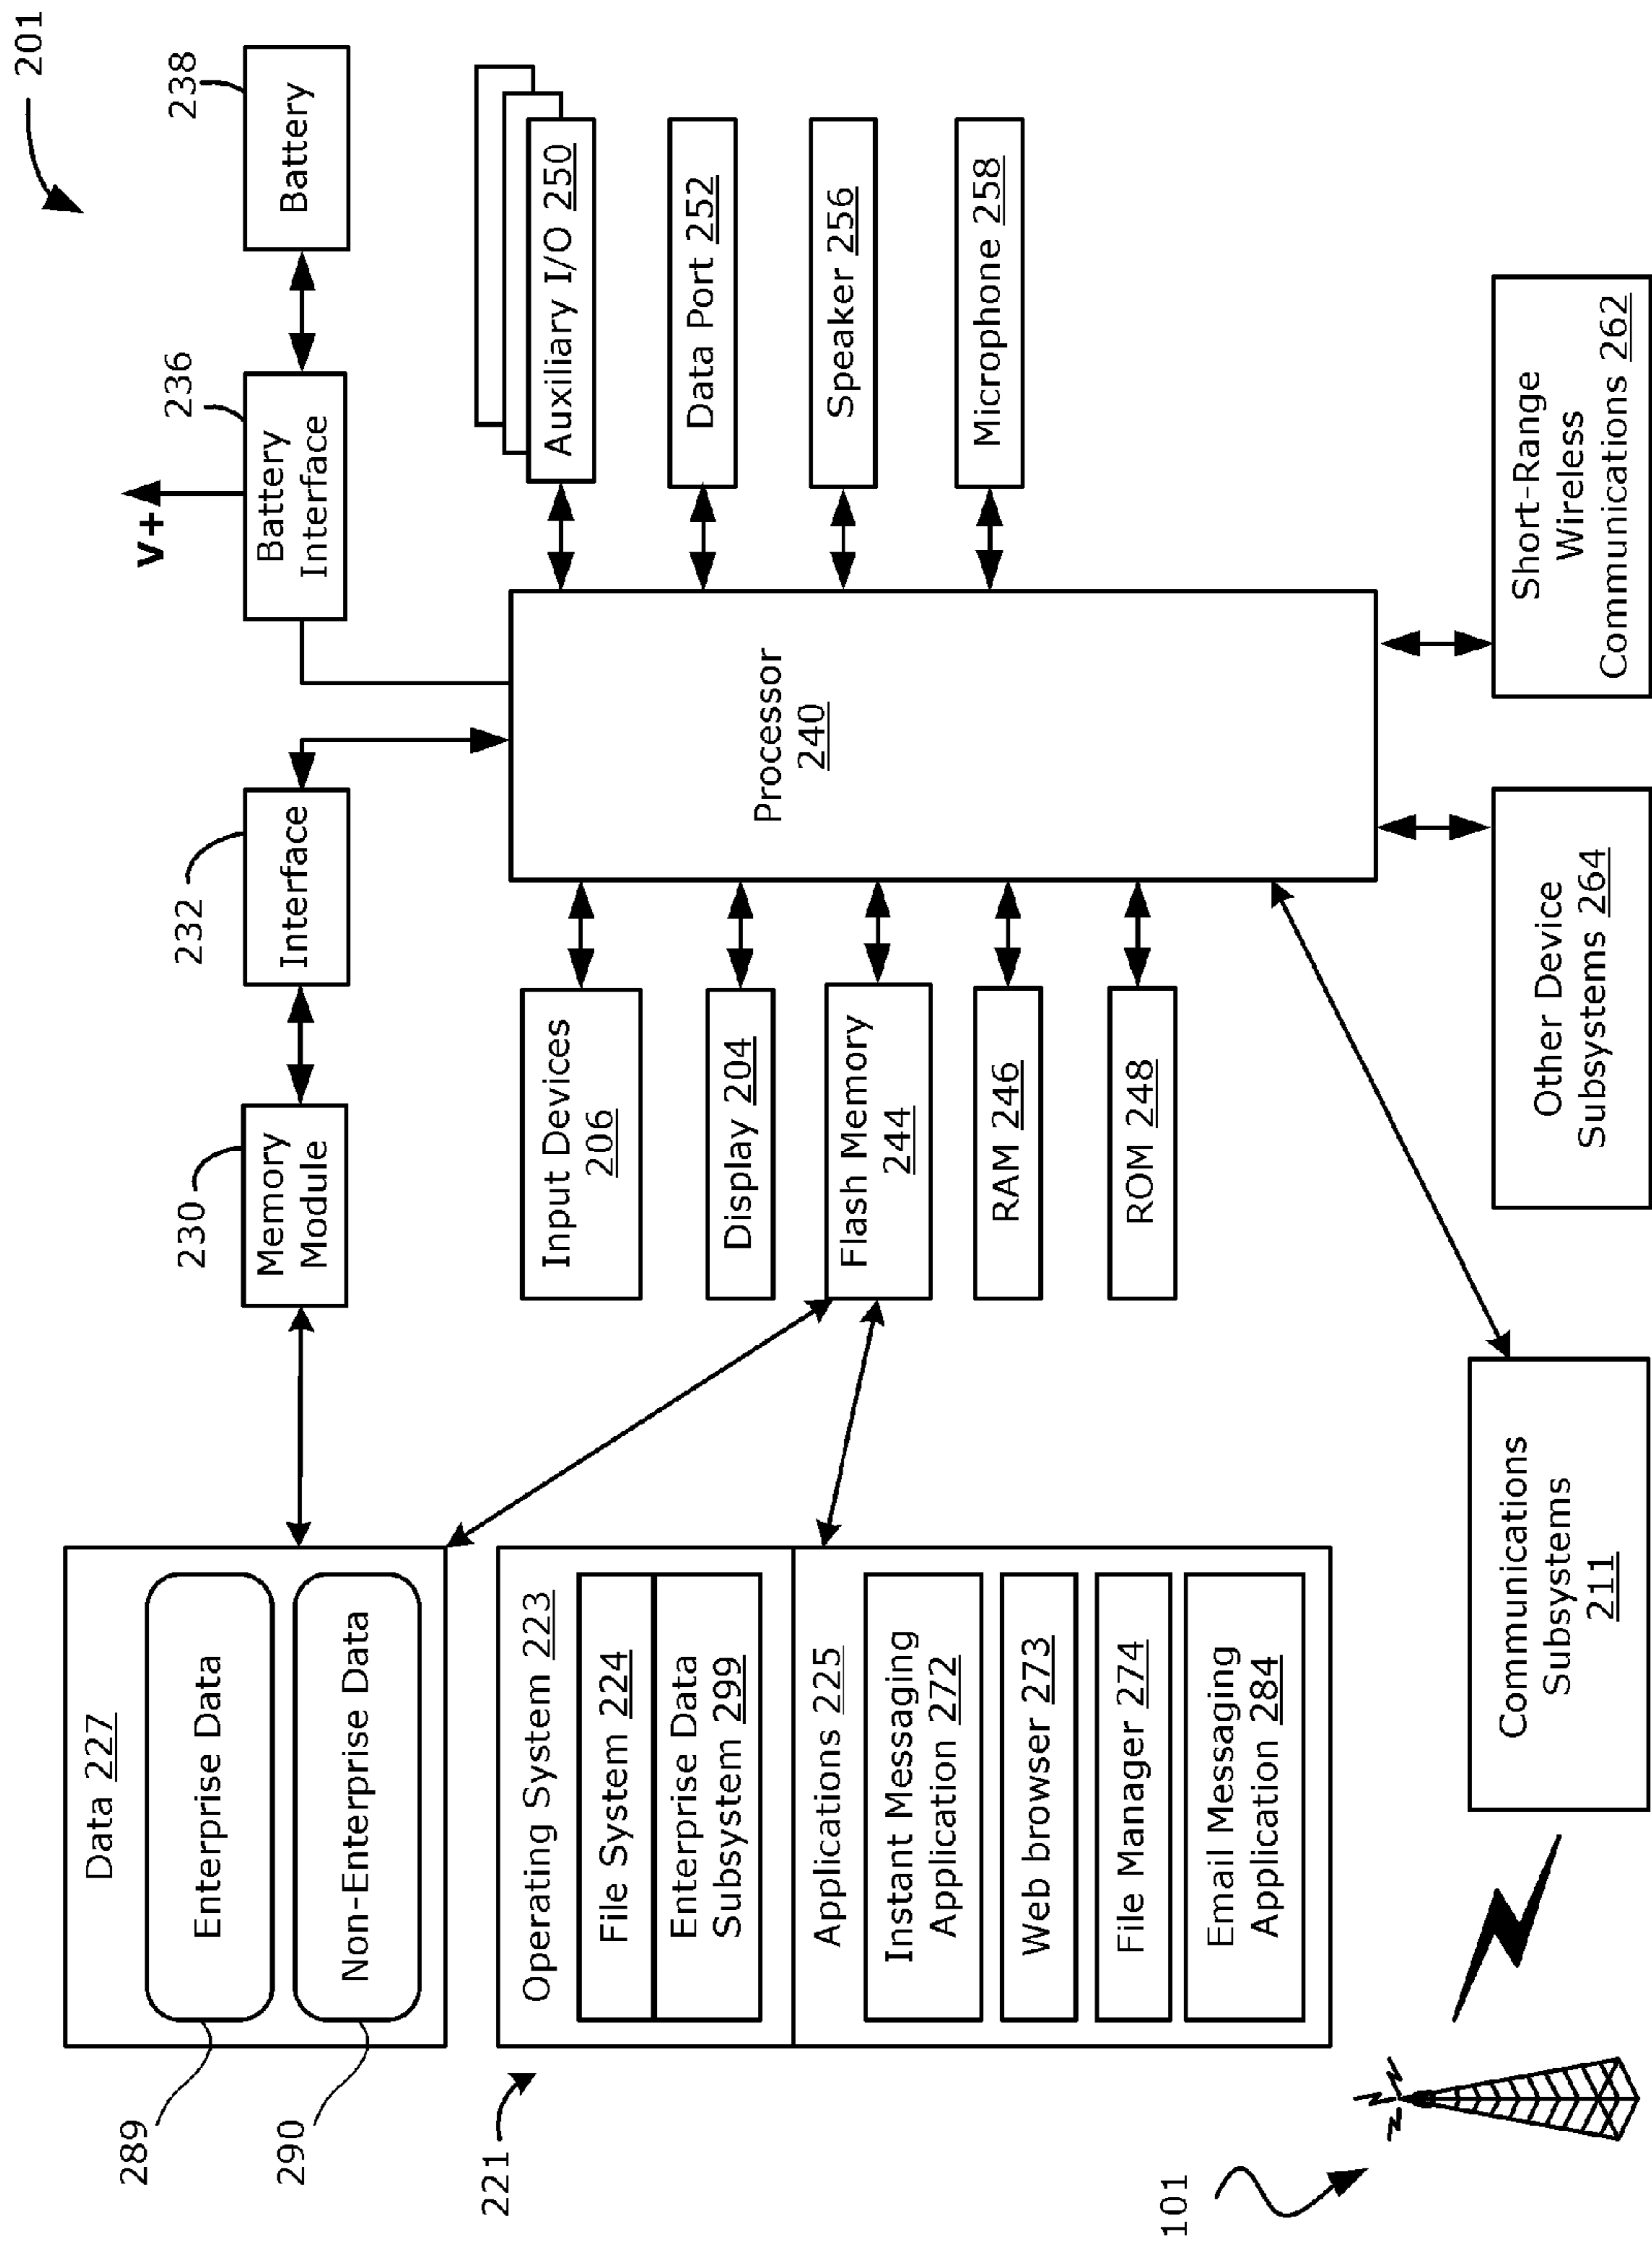 201
238
Battery
236
V+
Battery
Interface
232
Interface
230
Memory
Module
Data 227
Enterprise Data
289
Non-Enterprise Data
290
221
Operating System 223
File System 224
Enterprise Data
Subsystem 299
Applications 225
Instant Messaging
Application 272
Web browser 273
File Manager 274
Email Messaging
Application 284
Input Devices
206
Display 204
Flash Memory
244
RAM 246
ROM 248
Processor
240
Auxiliary I/O 250
Data Port 252
Speaker 256
Microphone 258
101
Communications
Subsystems
211
Other Device
Subsystems 264
Short-Range
Wireless
Communications 262